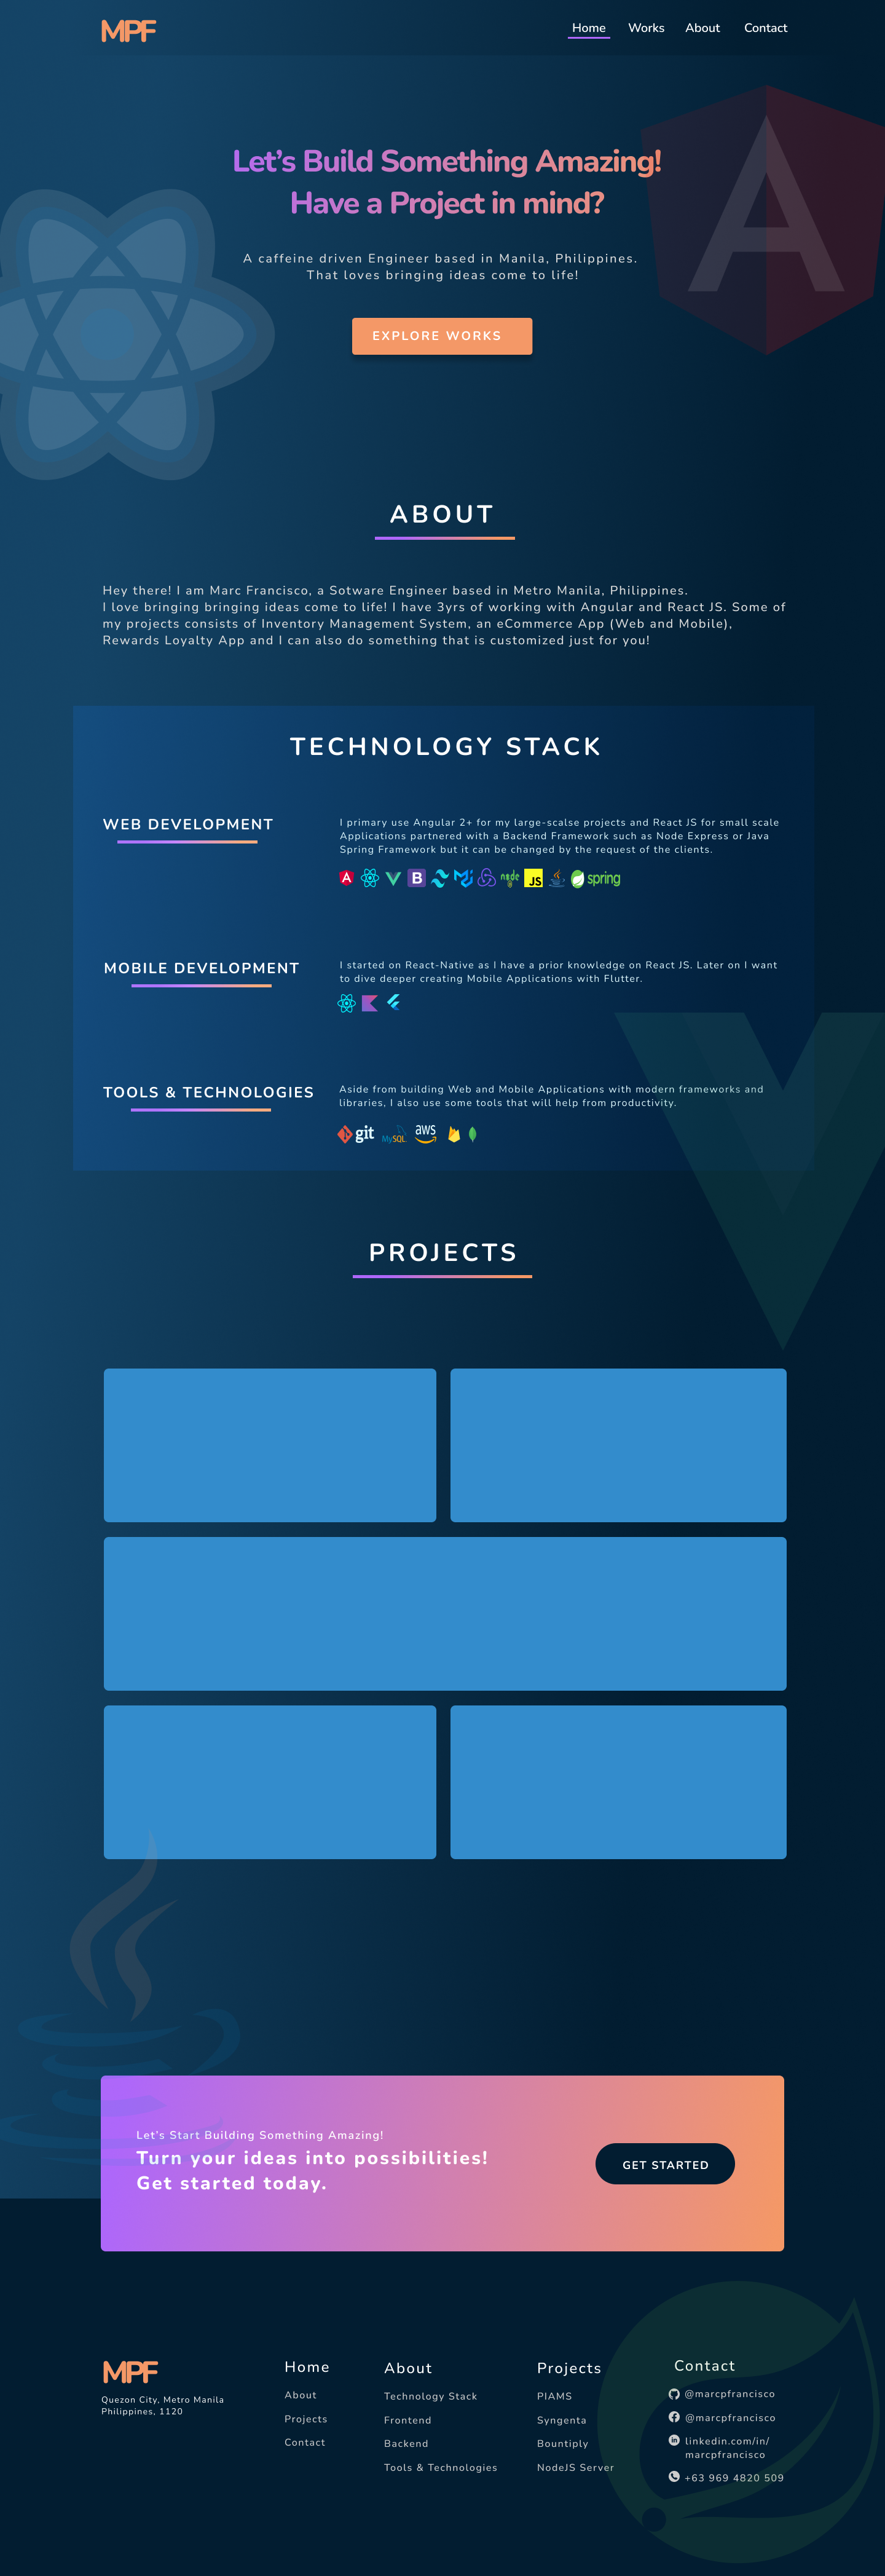 MPF
Home Works About Contact
Let's Build Something Amazing!
Have a Project in mind?
A caffeine driven Engineer based in Manila, Philippines.
That loves bringing ideas come to life!
EXPLORE WORKS
ABOUT
Hey there! I am Marc Francisco, a Sotware Engineer based in Metro Manila, Philippines.
I love bringing bringing ideas come to life! I have 3yrs of working with Angular and React JS. Some of
my projects consists of Inventory Management System, an eCommerce App (Web and Mobile),
Rewards Loyalty App and I can also do something that is customized just for you!
TECHNOLOGY STACK
WEB DEVELOPMENT
I primary use Angular 2+ for my large-scalse projects and React JS for small scale
Applications partnered with a Backend Framework such as Node Express or Java
Spring Framework but it can be changed by the request of the clients.
A B node JS spring
MOBILE DEVELOPMENT
I started on React-Native as I have a prior knowledge on React JS. Later on I want
to dive deeper creating Mobile Applications with Flutter.
TOOLS & TECHNOLOGIES
Aside from building Web and Mobile Applications with modern frameworks and
libraries, I also use some tools that will help from productivity.
git MySQL aws
PROJECTS
Let's Start Building Something Amazing!
Turn your ideas into possibilities!
Get started today.
GET STARTED
MPF
Quezon City, Metro Manila
Philippines, 1120
Home
About
Projects
Contact
About
Technology Stack
Frontend
Backend
Tools & Technologies
Projects
PIAMS
Syngenta
Bountiply
NodeJS Server
Contact
@marcpfrancisco
@marcpfrancisco
linkedin.com/in/
marcpfrancisco
+63 969 4820 509